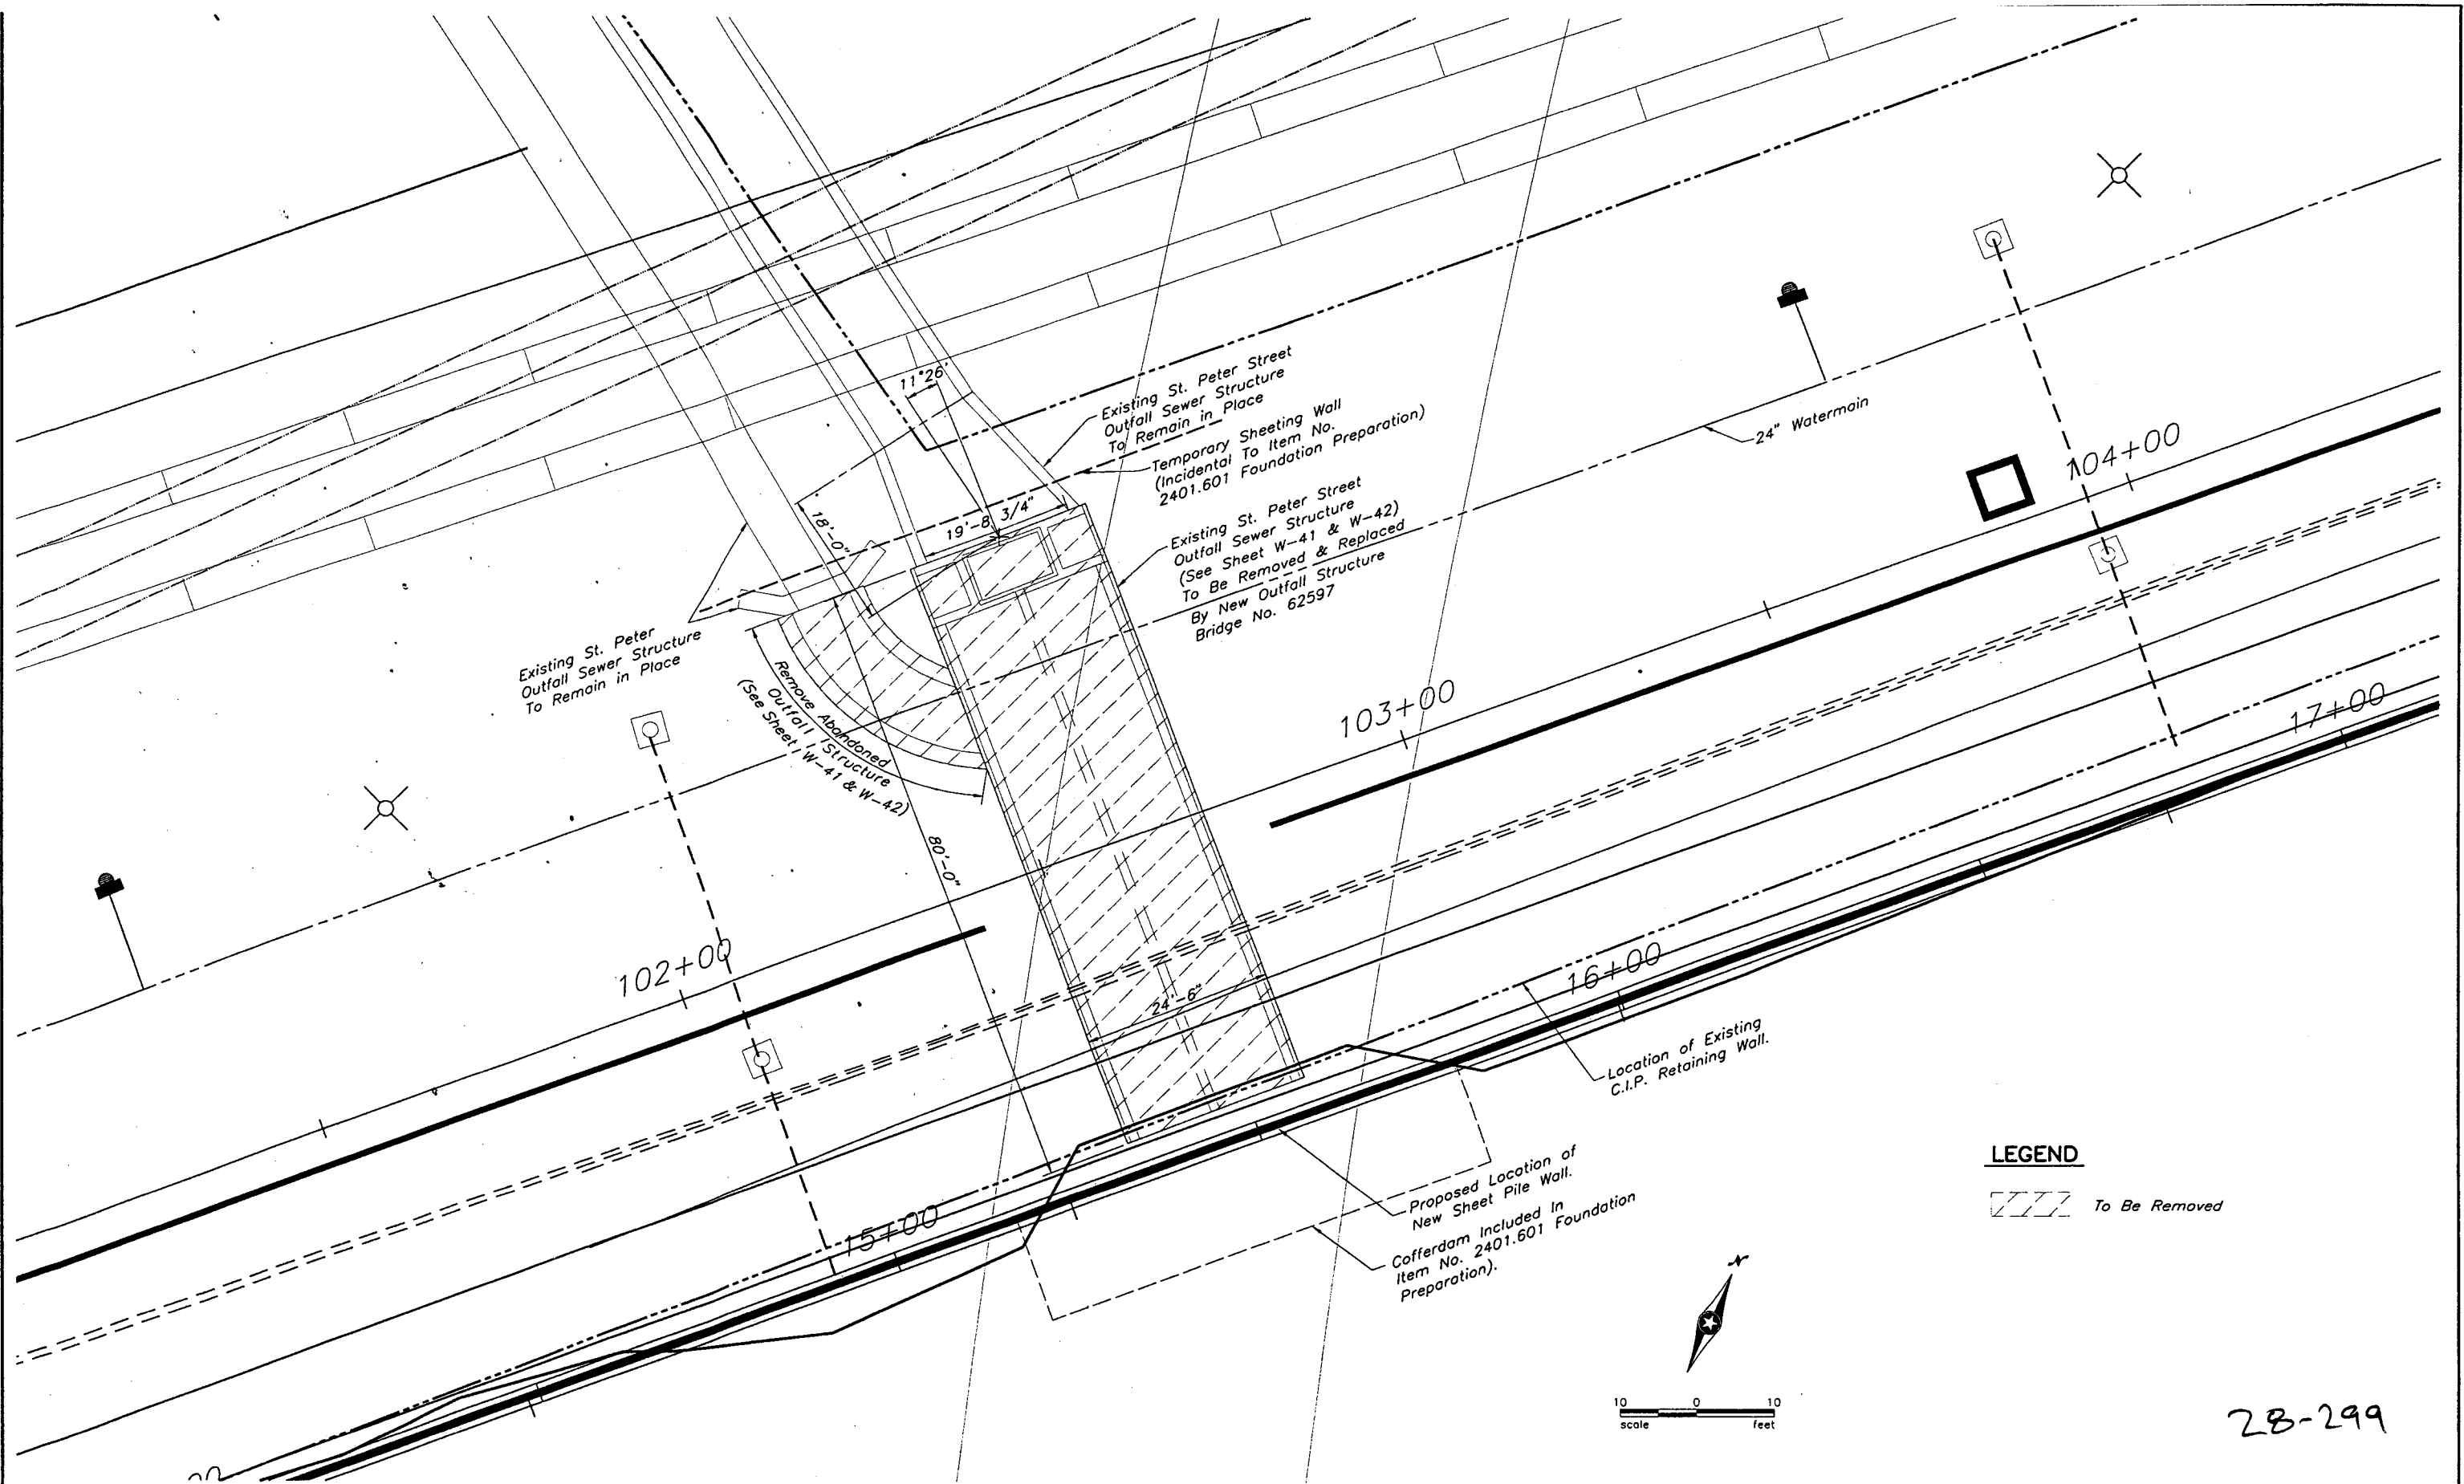 11°26'
Existing St. Peter Street
Outfall Sewer Structure
To Remain in Place
Temporary Sheeting Wall
(Incidental To Item No.
2401.601 Foundation Preparation)
24" Watermain
104+00
18'-0"
19'-8 3/4"
Existing St. Peter Street
Outfall Sewer Structure
(See Sheet W-41 & W-42)
To Be Removed & Replaced
By New Outfall Structure
Bridge No. 62597
Existing St. Peter
Outfall Sewer Structure
To Remain in Place
Remove Abandoned
Outfall Structure
(See Sheet W-41 & W-42)
103+00
17+00
80'-0"
102+00
24'-6"
16+00
Location of Existing
C.I.P. Retaining Wall.
15+00
Proposed Location of
New Sheet Pile Wall.
Cofferdam Included In
Item No. 2401.601 Foundation
Preparation).
LEGEND
To Be Removed
N
10 0 10
scale feet
28-299